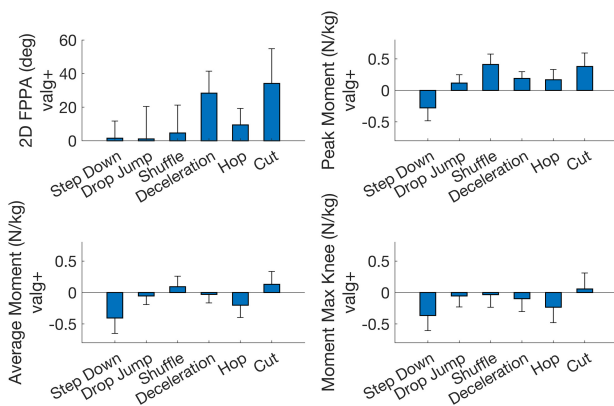 2D FPPA (deg)
valg+
60
40
20
0
Step Down
Drop Jump
Shuffle
Deceleration
Hop
Cut
Peak Moment (N/kg)
valg+
0.5
0
-0.5
Step Down
Drop Jump
Shuffle
Deceleration
Hop
Cut
Average Moment (N/kg)
valg+
0.5
0
-0.5
Step Down
Drop Jump
Shuffle
Deceleration
Hop
Cut
Moment Max Knee (N/kg)
valg+
0.5
0
-0.5
Step Down
Drop Jump
Shuffle
Deceleration
Hop
Cut